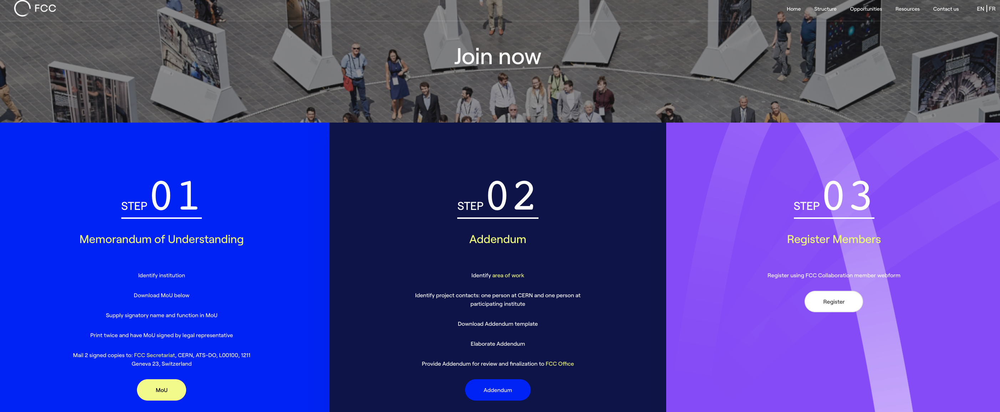 FCC
Home Structure Opportunities Resources Contact us EN | FR
Join now
STEP 01
Memorandum of Understanding
Identify institution
Download MoU below
Supply signatory name and function in MoU
Print twice and have MoU signed by legal representative
Mail 2 signed copies to: FCC Secretariat, CERN, ATS-DO, L00100, 1211
Geneva 23, Switzerland
MoU
STEP 02
Addendum
Identify area of work
Identify project contacts: one person at CERN and one person at
participating institute
Download Addendum template
Elaborate Addendum
Provide Addendum for review and finalization to FCC Office
Addendum
STEP 03
Register Members
Register using FCC Collaboration member webform
Register